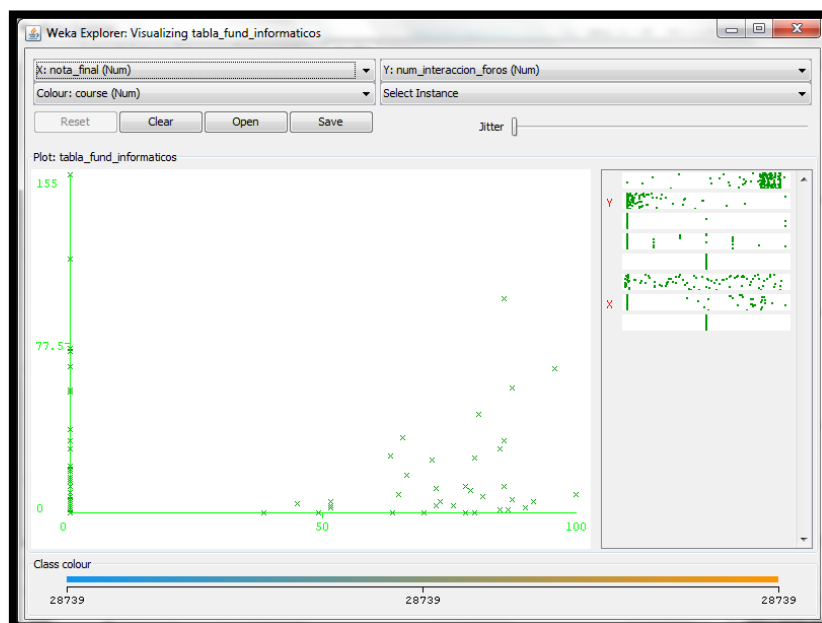 Weka Explorer: Visualizing tabla_fund_informaticos
X: nota_final (Num) Y: num_interaccion_foros (Num)
Colour: course (Num) Select Instance
Reset Clear Open Save Jitter
Plot: tabla_fund_informaticos
155
77.5
0
0 50 100
Y
X
Class colour
28739 28739 28739